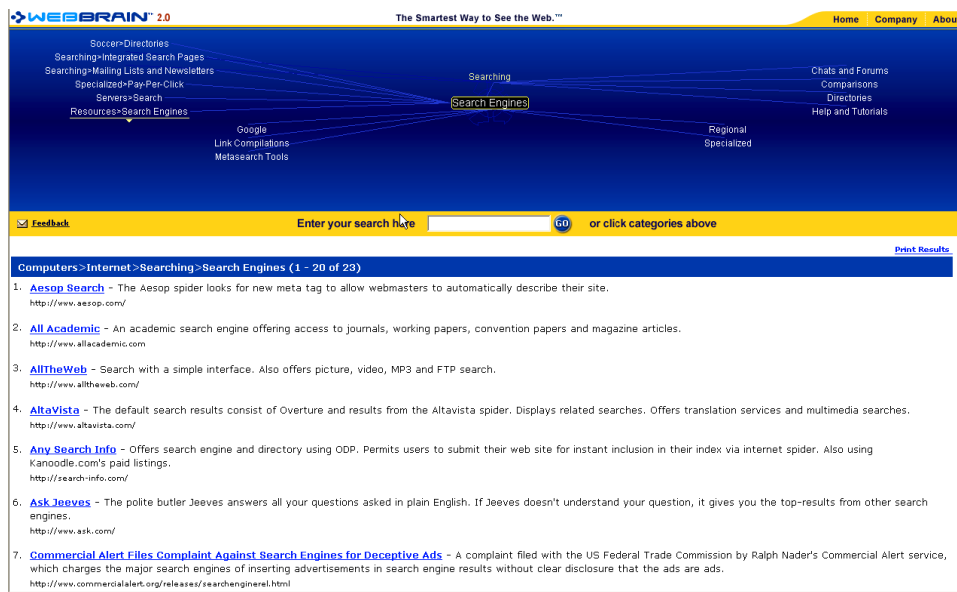 WEBBRAIN™ 2.0
The Smartest Way to See the Web.™
Home Company Abou
Soccer>Directories
Searching>Integrated Search Pages
Searching>Mailing Lists and Newsletters
Specialized>Pay-Per-Click
Servers>Search
Resources>Search Engines
Searching
Search Engines
Chats and Forums
Comparisons
Directories
Help and Tutorials
Google
Link Compilations
Metasearch Tools
Regional
Specialized
Feedback
Enter your search here
GO
or click categories above
Print Results
Computers>Internet>Searching>Search Engines (1 - 20 of 23)
1. Aesop Search - The Aesop spider looks for new meta tag to allow webmasters to automatically describe their site.
http://www.aesop.com/
2. All Academic - An academic search engine offering access to journals, working papers, convention papers and magazine articles.
http://www.allacademic.com
3. AllTheWeb - Search with a simple interface. Also offers picture, video, MP3 and FTP search.
http://www.alltheweb.com/
4. AltaVista - The default search results consist of Overture and results from the Altavista spider. Displays related searches. Offers translation services and multimedia searches.
http://www.altavista.com/
5. Any Search Info - Offers search engine and directory using ODP. Permits users to submit their web site for instant inclusion in their index via internet spider. Also using
Kanoodle.com's paid listings.
http://search-info.com/
6. Ask Jeeves - The polite butler Jeeves answers all your questions asked in plain English. If Jeeves doesn't understand your question, it gives you the top-results from other search
engines.
http://www.ask.com/
7. Commercial Alert Files Complaint Against Search Engines for Deceptive Ads - A complaint filed with the US Federal Trade Commission by Ralph Nader's Commercial Alert service,
which charges the major search engines of inserting advertisements in search engine results without clear disclosure that the ads are ads.
http://www.commercialalert.org/releases/searchenginerel.html